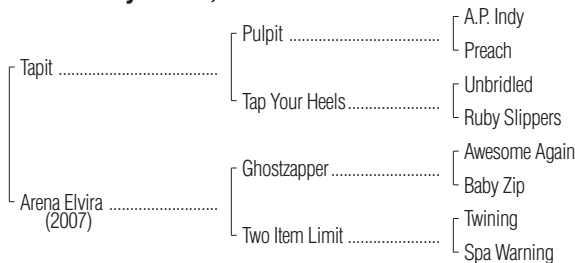 Pulpit
A.P. Indy
Preach
Tapit
Tap Your Heels
Unbridled
Ruby Slippers
Arena Elvira
(2007)
Ghostzapper
Awesome Again
Baby Zip
Two Item Limit
Twining
Spa Warning